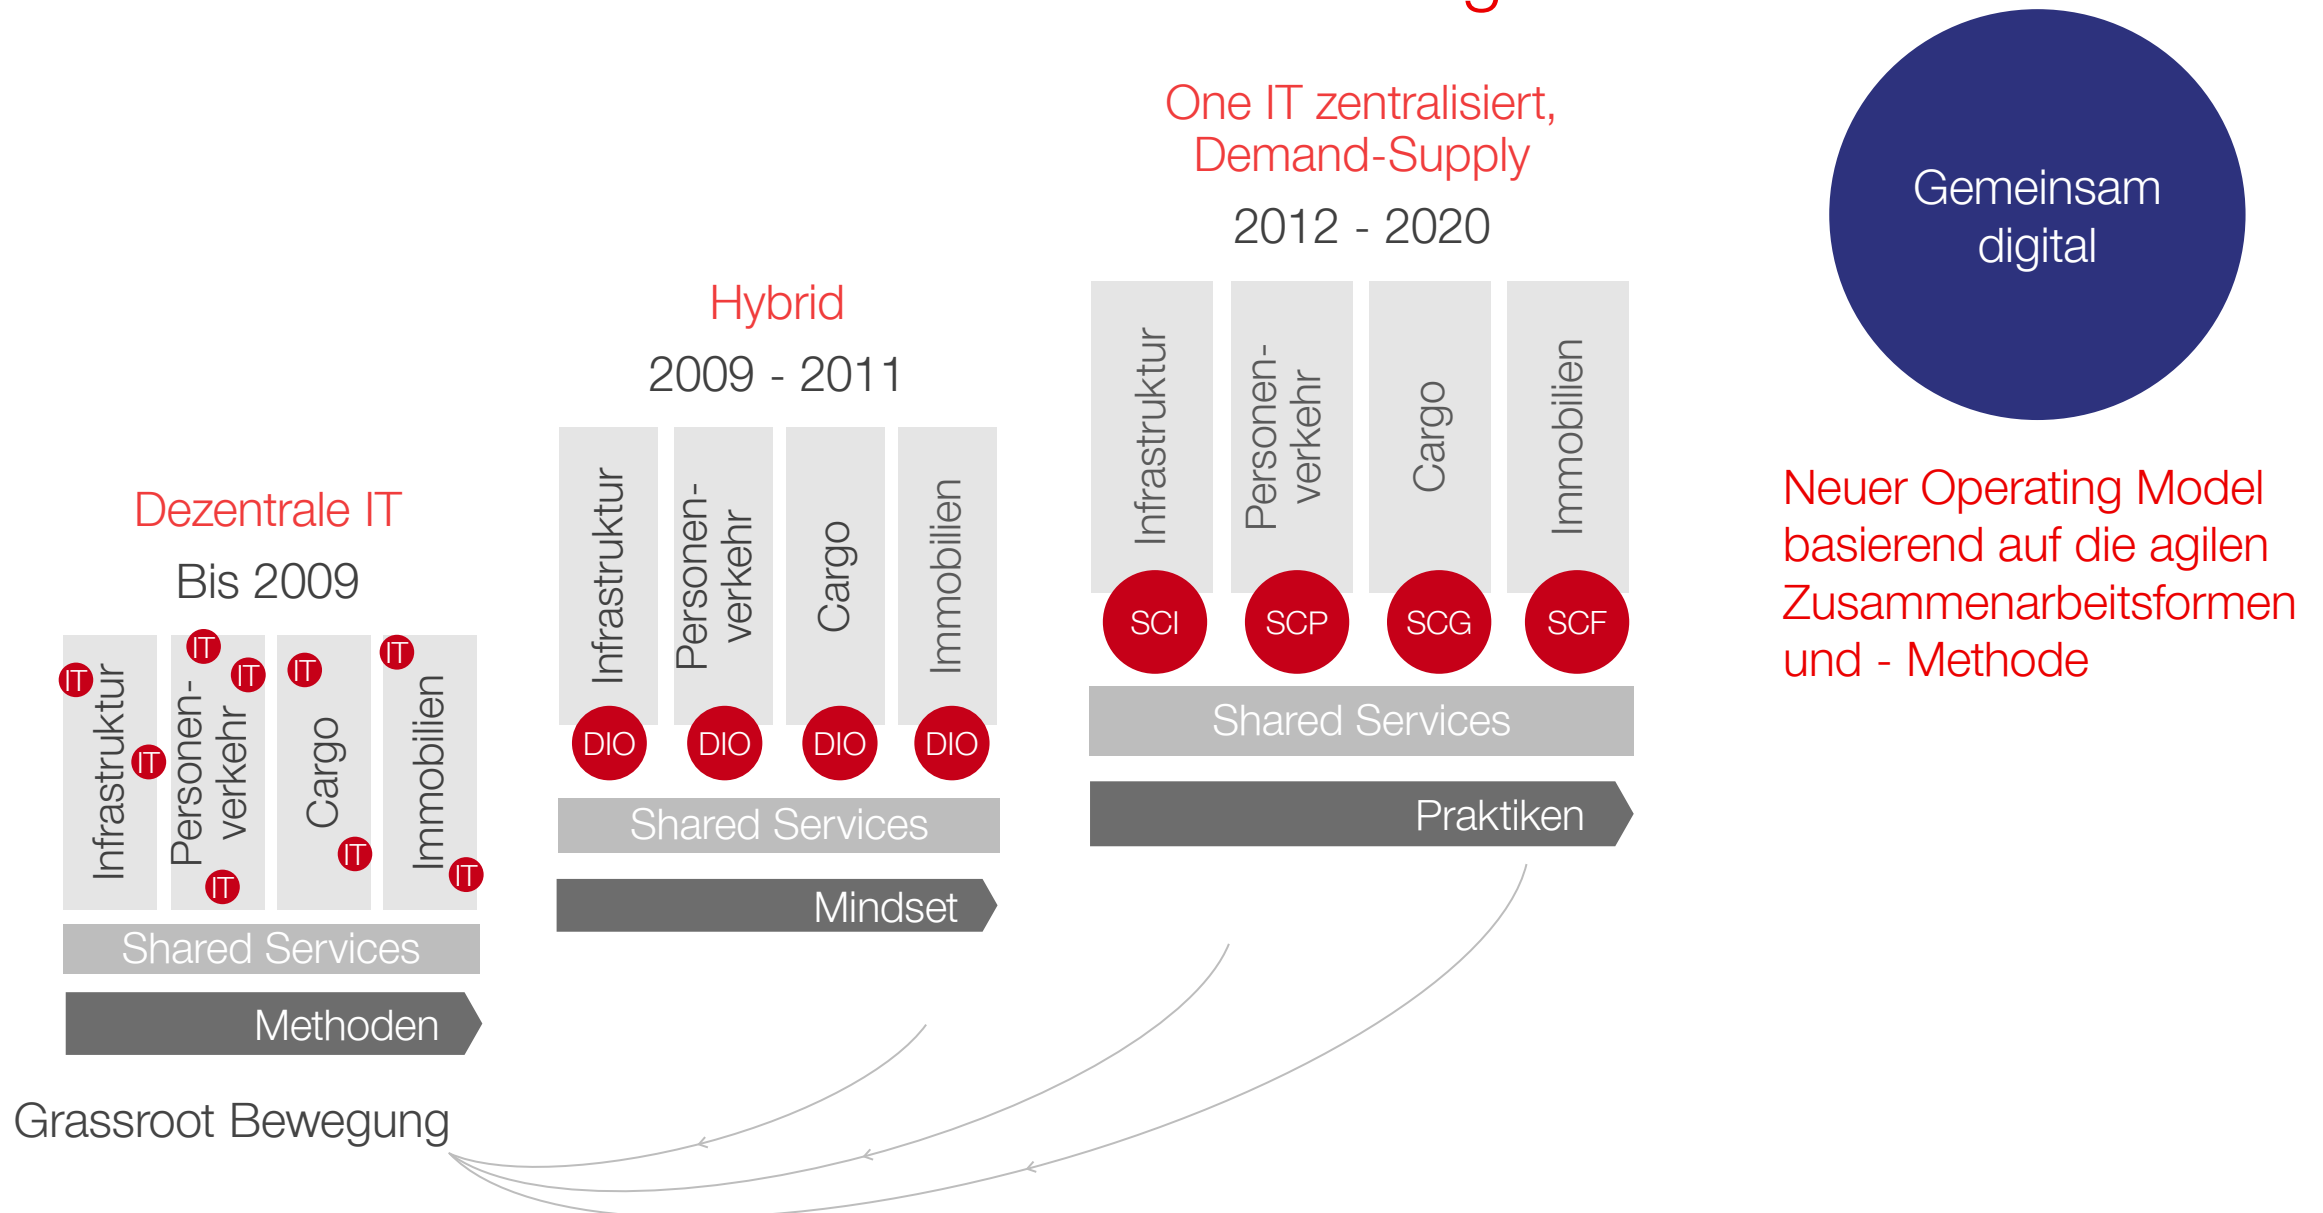 One IT zentralisiert,
Demand-Supply
2012 - 2020
Gemeinsam
digital
Hybrid
2009 - 2011
Dezentrale IT
Bis 2009
Infrastruktur
Personen-
verkehr
Cargo
Immobilien
IT
IT
IT
IT
IT
IT
IT
IT
IT
Shared Services
Methoden
Infrastruktur
Personen-
verkehr
Cargo
Immobilien
DIO
DIO
DIO
DIO
Shared Services
Mindset
Infrastruktur
Personen-
verkehr
Cargo
Immobilien
SCI
SCP
SCG
SCF
Shared Services
Praktiken
Neuer Operating Model
basierend auf die agilen
Zusammenarbeitsformen
und - Methode
Grassroot Bewegung